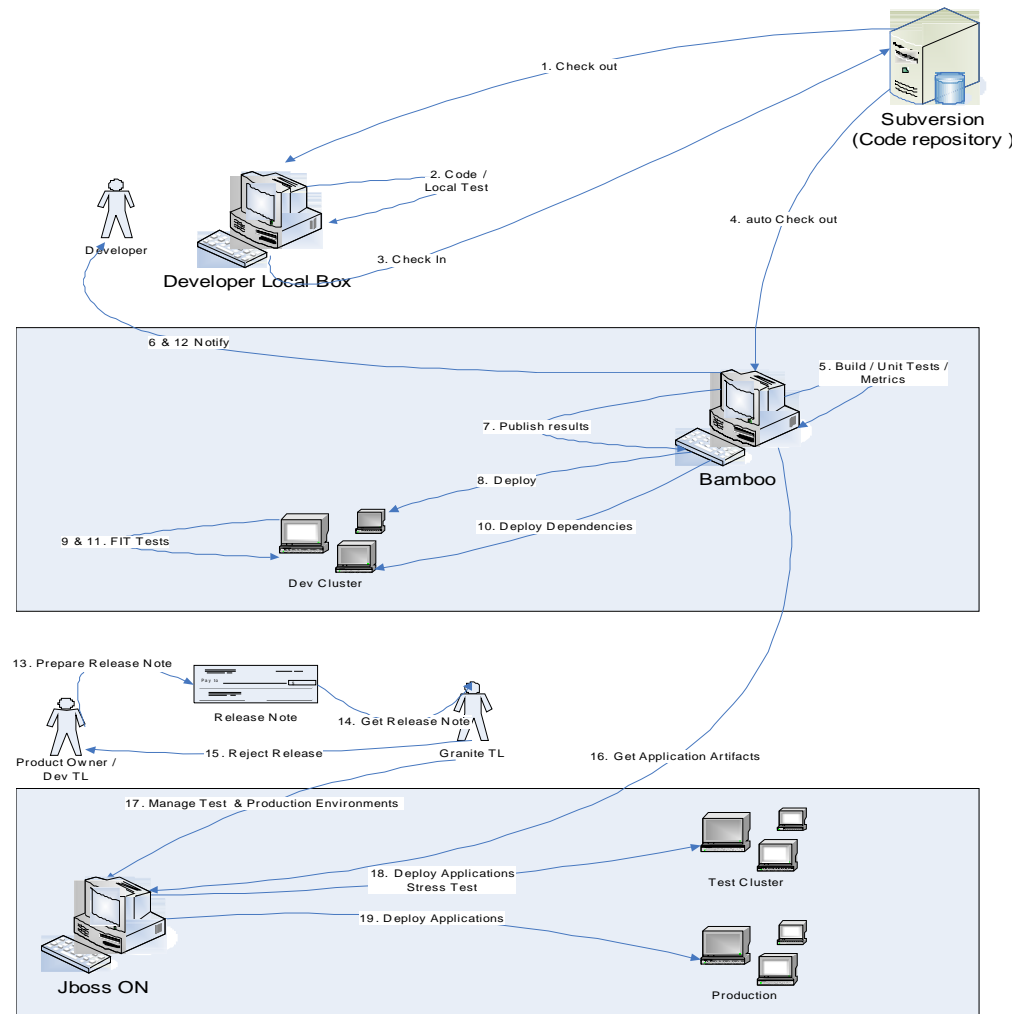 1. Check out
Subversion
(Code repository )
2. Code /
Local Test
4. auto Check out
Developer
3. Check In
Developer Local Box
6 & 12 Notify
5. Build / Unit Tests /
Metrics
7. Publish results
8. Deploy
Bamboo
10. Deploy Dependencies
9 & 11. FIT Tests
Dev Cluster
13. Prepare Release Note
Pay to
Release Note
14. Get Release Note
15. Reject Release
Granite TL
16. Get Application Artifacts
Product Owner /
Dev TL
17. Manage Test & Production Environments
18. Deploy Applications
Stress Test
Test Cluster
19. Deploy Applications
Jboss ON
Production